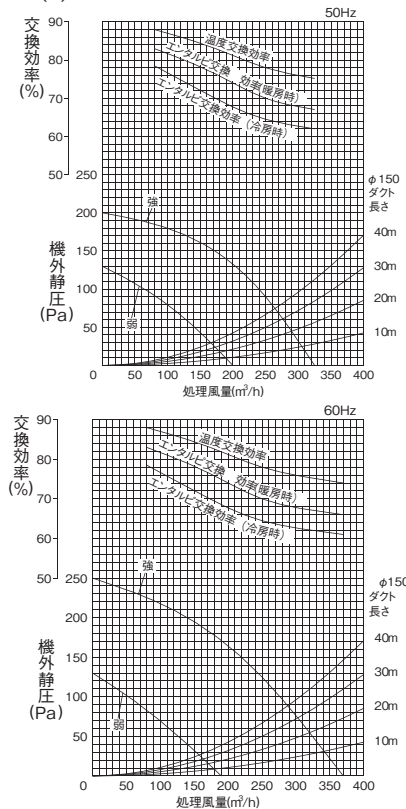 50Hz
交換効率(%)
90
80
70
60
50
温度交換効率
エンタルピ交換 効率(暖房時)
エンタルピ交換効率（冷房時）
機外静圧(Pa)
250
200
150
100
50
強
弱
φ150
ダクト
長さ
40m
30m
20m
10m
0 50 100 150 200 250 300 350 400
処理風量(m³/h)
60Hz
交換効率(%)
90
80
70
60
50
温度交換効率
エンタルピ交換 効率(暖房時)
エンタルピ交換効率（冷房時）
機外静圧(Pa)
250
200
150
100
50
強
弱
φ150
ダクト
長さ
40m
30m
20m
10m
0 50 100 150 200 250 300 350 400
処理風量(m³/h)